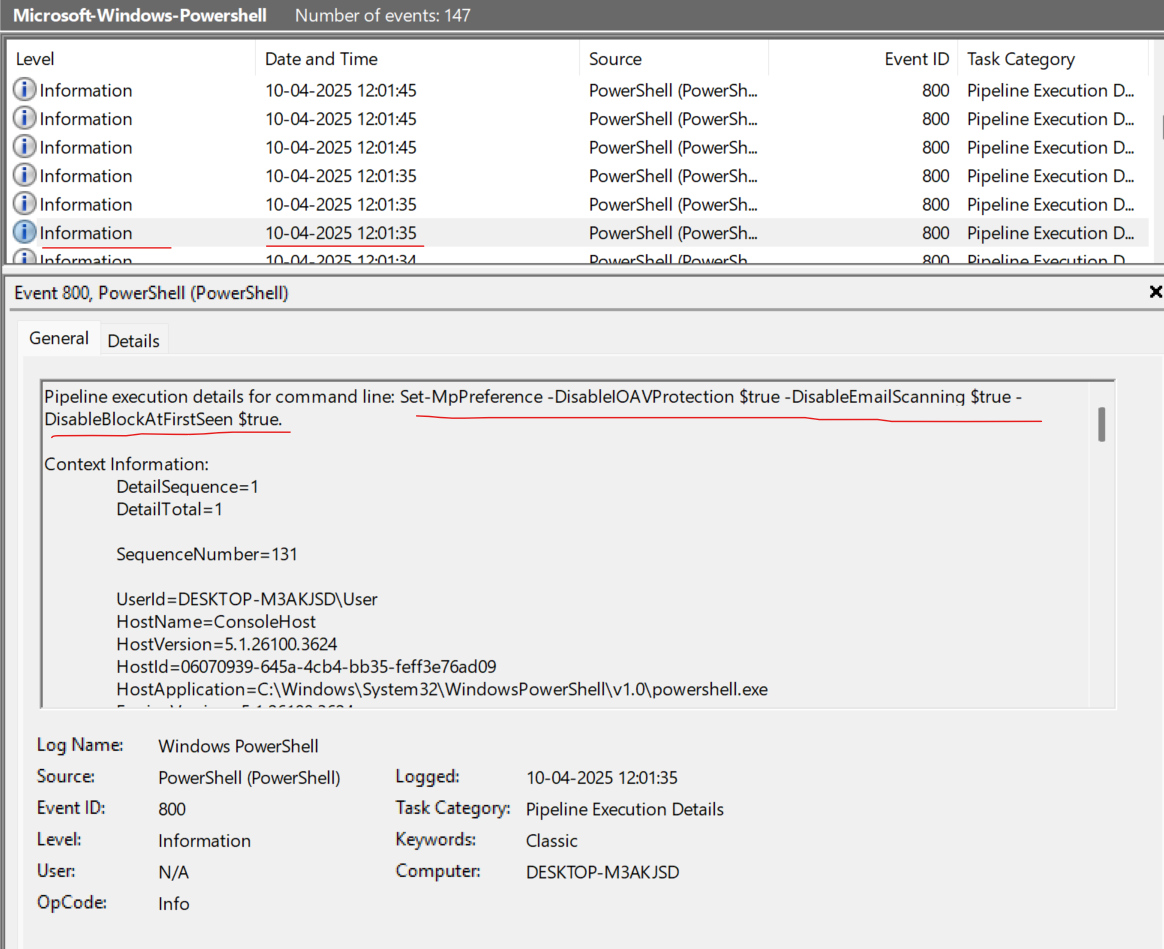 Microsoft-Windows-Powershell Number of events: 147
Level Date and Time Source Event ID Task Category
Information 10-04-2025 12:01:45 PowerShell (PowerSh... 800 Pipeline Execution D...
Information 10-04-2025 12:01:45 PowerShell (PowerSh... 800 Pipeline Execution D...
Information 10-04-2025 12:01:45 PowerShell (PowerSh... 800 Pipeline Execution D...
Information 10-04-2025 12:01:35 PowerShell (PowerSh... 800 Pipeline Execution D...
Information 10-04-2025 12:01:35 PowerShell (PowerSh... 800 Pipeline Execution D...
Information 10-04-2025 12:01:35 PowerShell (PowerSh... 800 Pipeline Execution D...
Information 10-04-2025 12:01:34 PowerShell (PowerSh 800 Pipeline Execution D
Event 800, PowerShell (PowerShell)
General Details
Pipeline execution details for command line: Set-MpPreference -DisableIOAVProtection $true -DisableEmailScanning $true -
DisableBlockAtFirstSeen $true.
Context Information:
DetailSequence=1
DetailTotal=1
SequenceNumber=131
UserId=DESKTOP-M3AKJSD\User
HostName=ConsoleHost
HostVersion=5.1.26100.3624
HostId=06070939-645a-4cb4-bb35-feff3e76ad09
HostApplication=C:\Windows\System32\WindowsPowerShell\v1.0\powershell.exe
Log Name: Windows PowerShell
Source: PowerShell (PowerShell) Logged: 10-04-2025 12:01:35
Event ID: 800 Task Category: Pipeline Execution Details
Level: Information Keywords: Classic
User: N/A Computer: DESKTOP-M3AKJSD
OpCode: Info